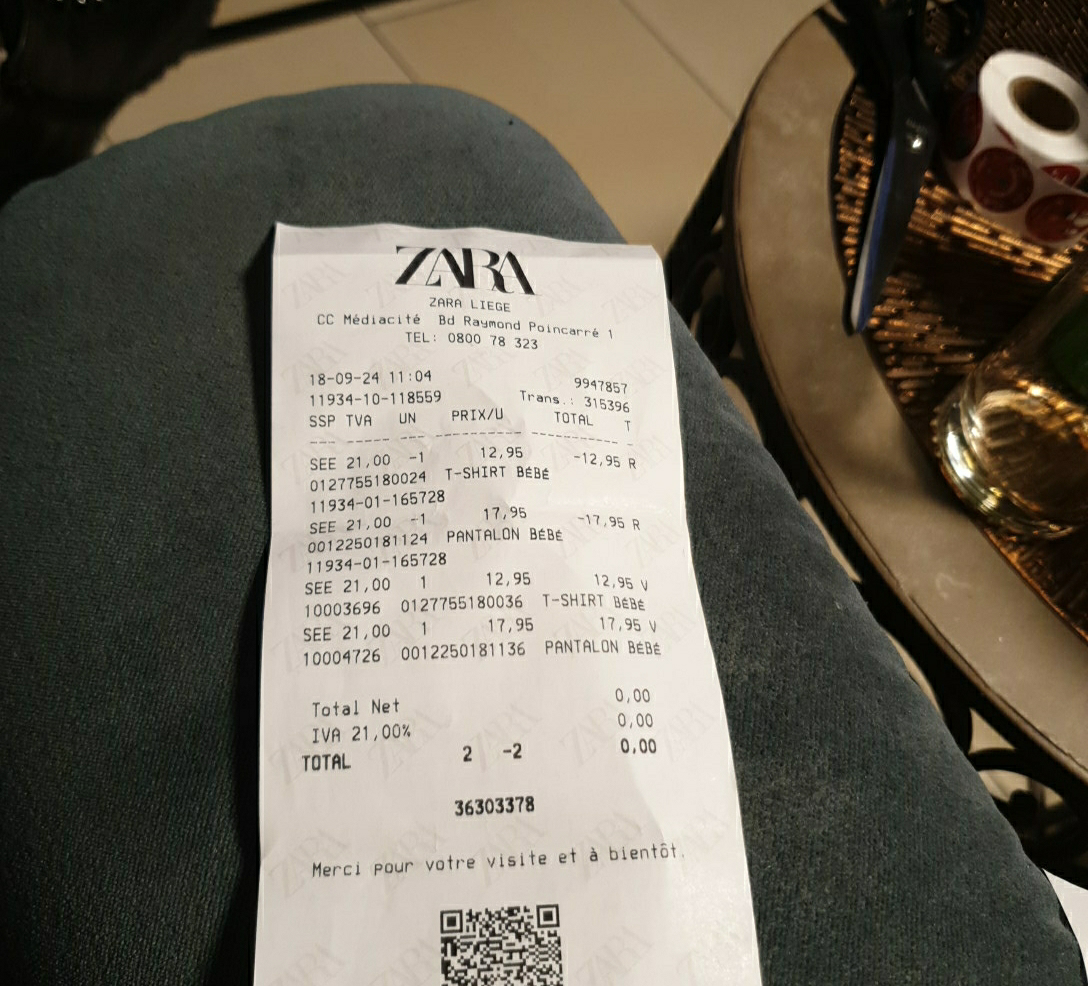 ZARA
ZARA LIEGE
CC Médiacité Bd Raymond Poincarré 1
TEL: 0800 78 323
18-09-24 11:04 9947857
11934-10-118559 Trans.: 315396
SSP TVA UN PRIX/U TOTAL T
SEE 21,00 -1 12,95 -12,95 R
0127755180024 T-SHIRT BéBé
11934-01-165728
SEE 21,00 -1 17,95 -17,95 R
0012250181124 PANTALON BéBé
11934-01-165728
SEE 21,00 1 12,95 12,95 V
10003696 0127755180036 T-SHIRT BéBé
SEE 21,00 1 17,95 17,95 V
10004726 0012250181136 PANTALON BéBé
Total Net 0,00
IVA 21,00% 0,00
TOTAL 2 -2 0,00
36303378
Merci pour votre visite et à bientôt.